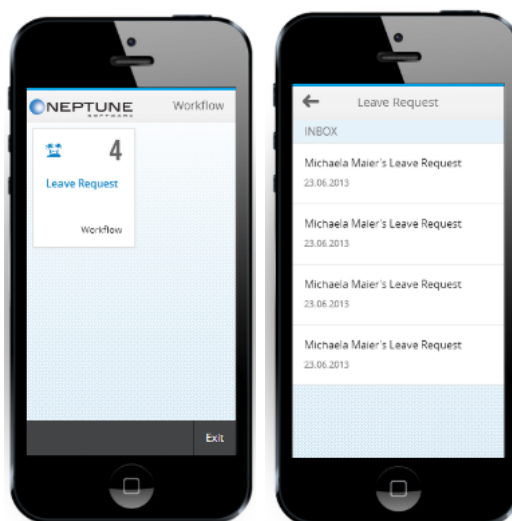 NEPTUNE
SOFTWARE
Workflow
4
Leave Request
Workflow
Exit
Leave Request
INBOX
Michaela Maier's Leave Request
23.06.2013
Michaela Maier's Leave Request
23.06.2013
Michaela Maier's Leave Request
23.06.2013
Michaela Maier's Leave Request
23.06.2013